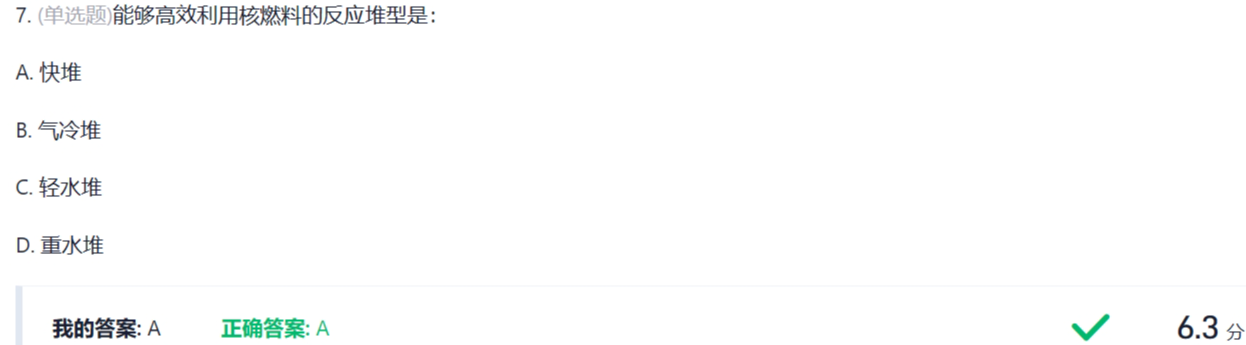 7. (单选题)能够高效利用核燃料的反应堆型是：
A. 快堆
B. 气冷堆
C. 轻水堆
D. 重水堆
我的答案: A 正确答案: A 6.3 分